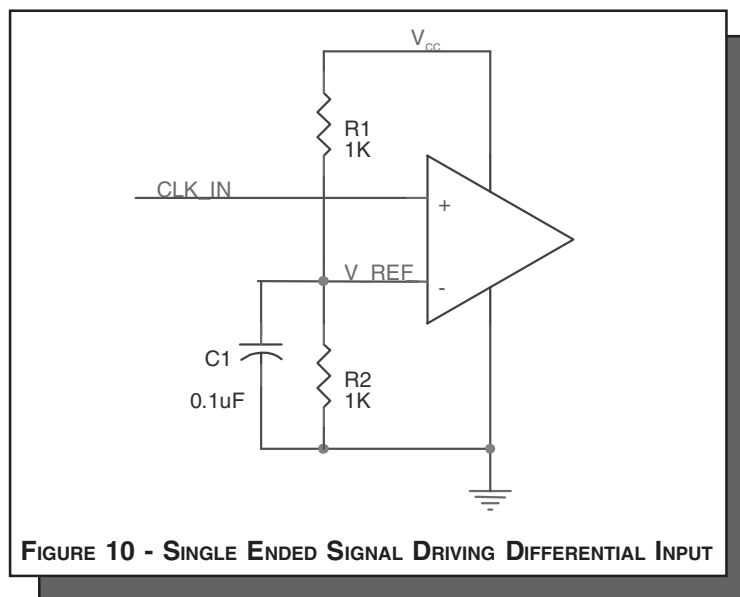 Vcc
R1
1K
CLK_IN
+
V_REF
-
C1
0.1uF
R2
1K
FIGURE 10 - SINGLE ENDED SIGNAL DRIVING DIFFERENTIAL INPUT